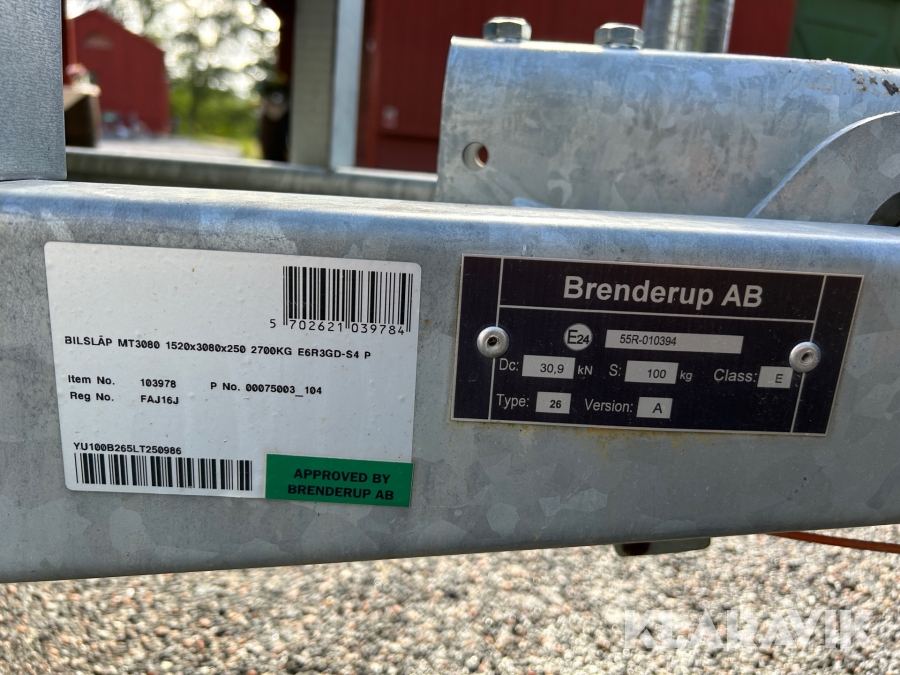 5 702621 039784
BILSLÄP MT3080 1520x3080x250 2700KG E6R3GD-S4 P
Item No. 103978 P No. 00075003_104
Reg No. FAJ16J
YU100B265LT250986
APPROVED BY
BRENDERUP AB
Brenderup AB
E24 55R-010394
Dc: 30,9 kN S: 100 kg Class: E
Type: 26 Version: A
KLARAVIK